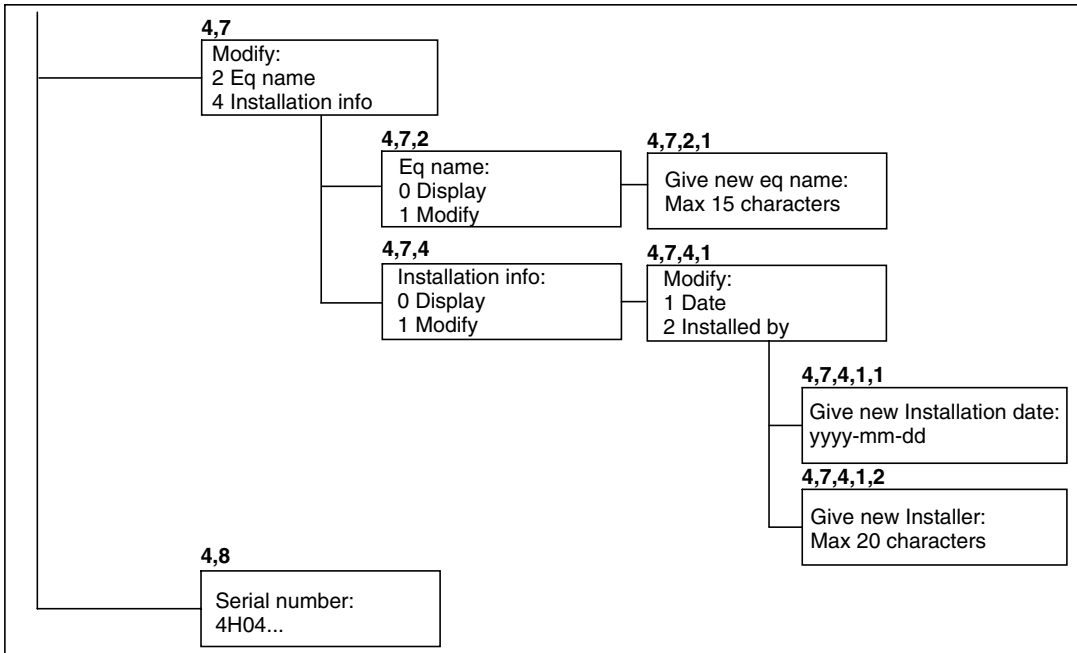 4,7
Modify:
2 Eq name
4 Installation info
4,7,2
Eq name:
0 Display
1 Modify
4,7,2,1
Give new eq name:
Max 15 characters
4,7,4
Installation info:
0 Display
1 Modify
4,7,4,1
Modify:
1 Date
2 Installed by
4,7,4,1,1
Give new Installation date:
yyyy-mm-dd
4,7,4,1,2
Give new Installer:
Max 20 characters
4,8
Serial number:
4H04...